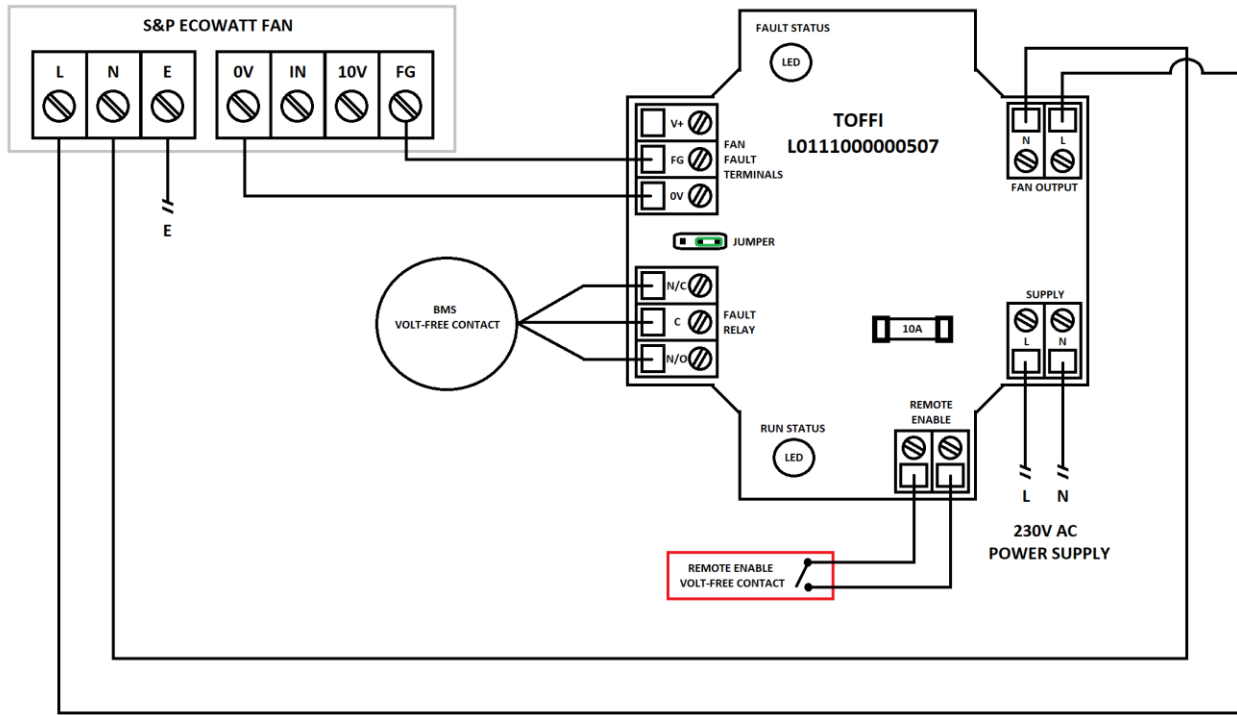 S&P ECOWATT FAN
L N E 0V IN 10V FG
E
FAULT STATUS
LED
TOFFI
L0111000000507
V+
FG
0V
FAN
FAULT
TERMINALS
JUMPER
N/C
C
N/O
FAULT
RELAY
BMS
VOLT-FREE CONTACT
N L
FAN OUTPUT
SUPPLY
L N
10A
REMOTE
ENABLE
RUN STATUS
LED
L N
230V AC
POWER SUPPLY
REMOTE ENABLE
VOLT-FREE CONTACT